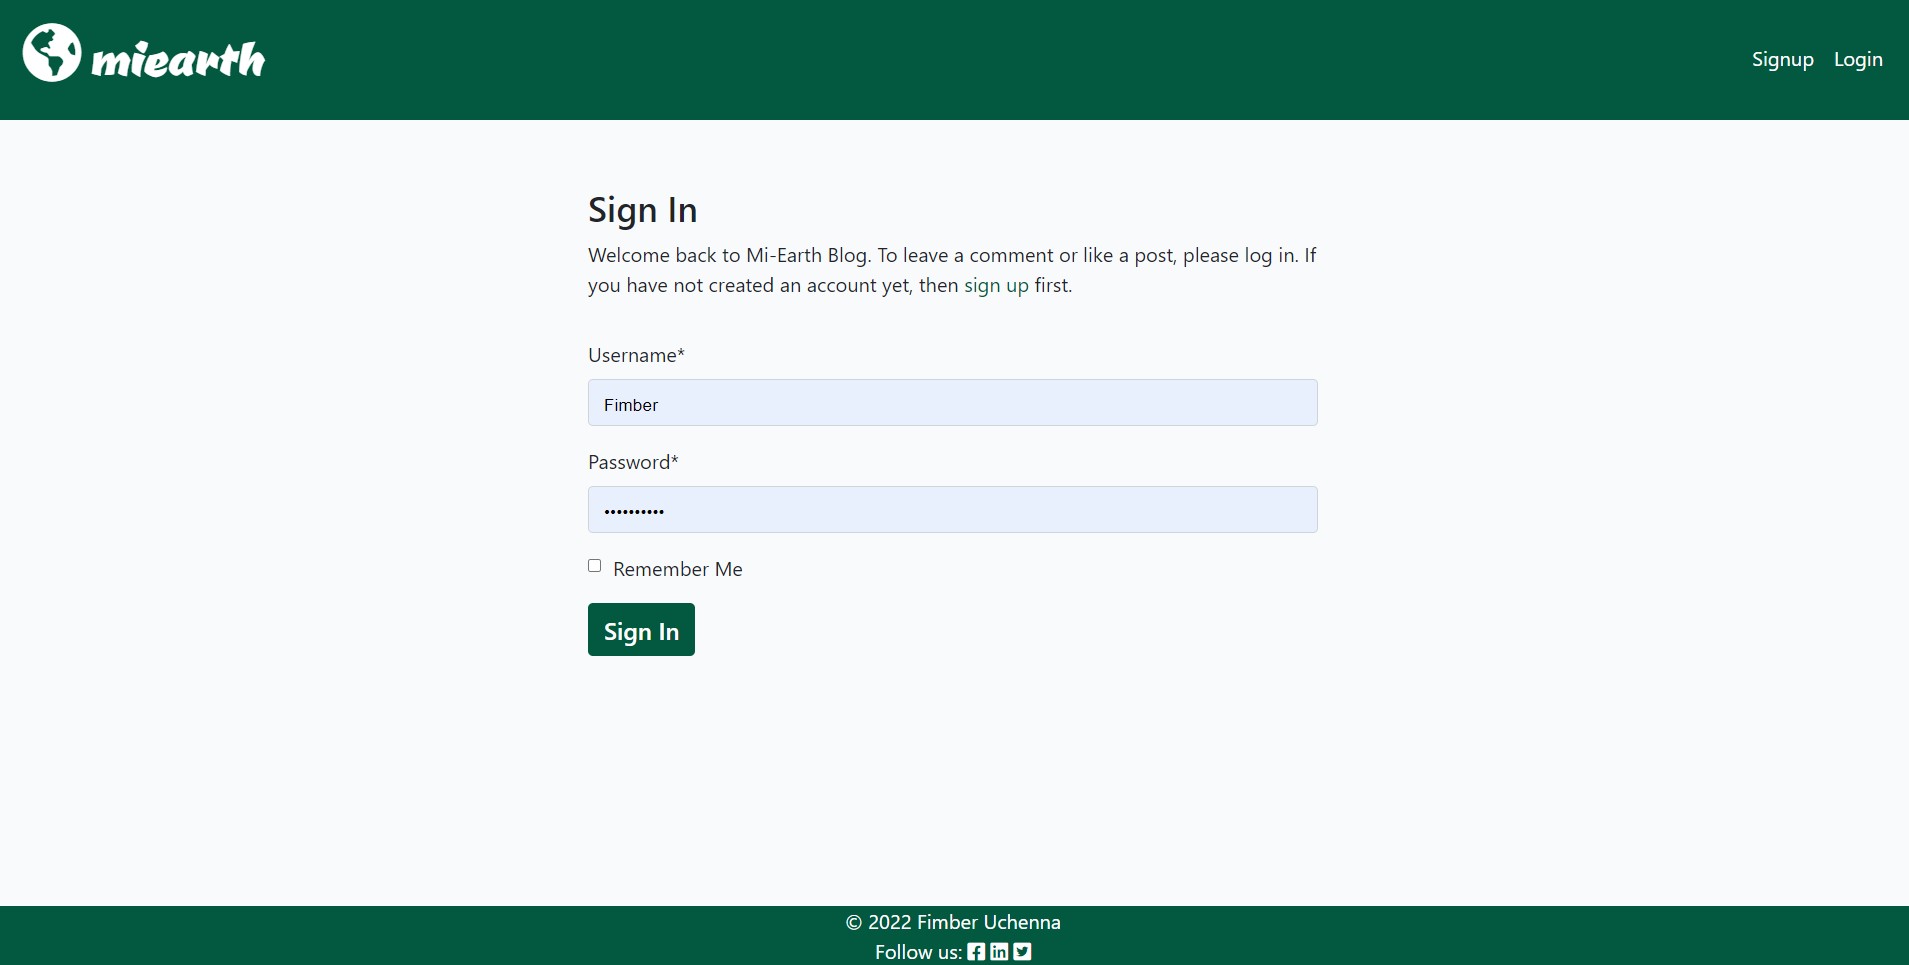 miearth
Signup Login
Sign In
Welcome back to Mi-Earth Blog. To leave a comment or like a post, please log in. If
you have not created an account yet, then sign up first.
Username*
Fimber
Password*
••••••••••
Remember Me
Sign In
© 2022 Fimber Uchenna
Follow us: